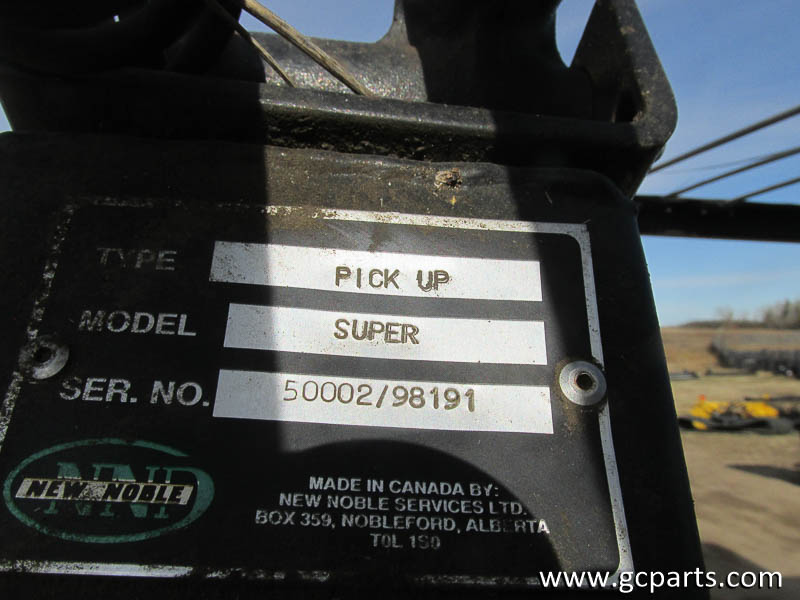 TYPE PICK UP
MODEL SUPER
SER. NO. 50002/98191
NNP
NEW NOBLE
MADE IN CANADA BY:
NEW NOBLE SERVICES LTD.
BOX 359, NOBLEFORD, ALBERTA
T0L 1S0
www.gcparts.com